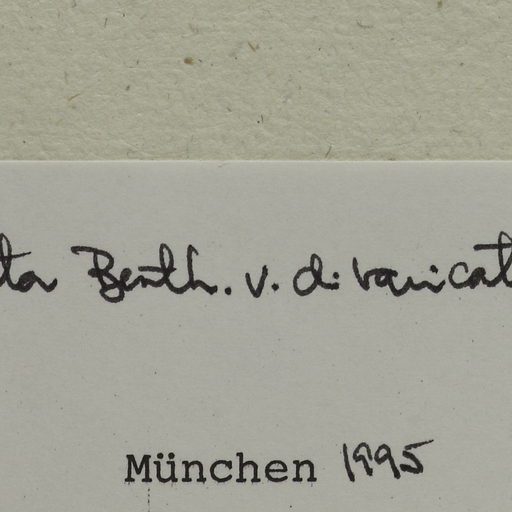 ta Benth. v. divaricat
München 1995